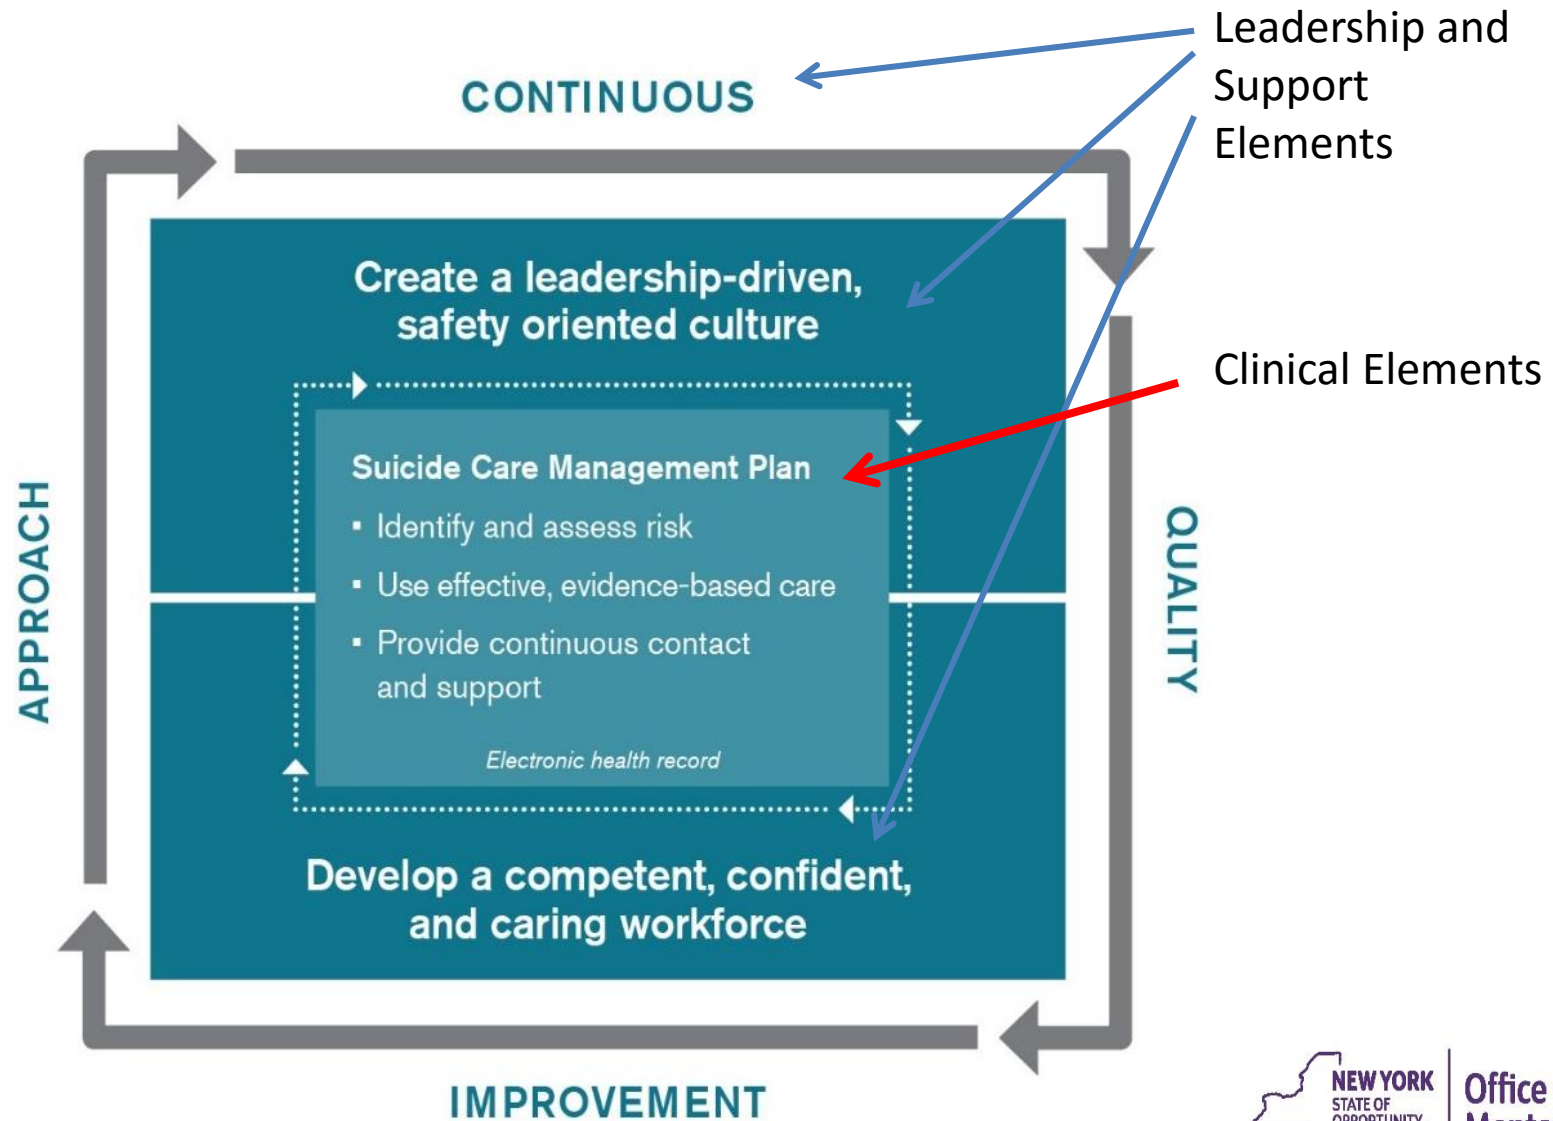 Leadership and
Support
Elements
CONTINUOUS
Create a leadership-driven,
safety oriented culture
Clinical Elements
Suicide Care Management Plan
▪ Identify and assess risk
▪ Use effective, evidence-based care
▪ Provide continuous contact
and support
Electronic health record
APPROACH
QUALITY
Develop a competent, confident,
and caring workforce
IMPROVEMENT
NEW YORK
STATE OF
OPPORTUNITY
Office